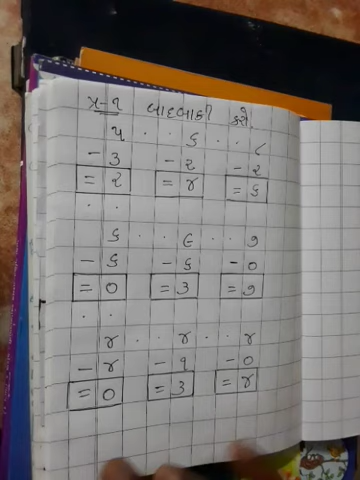 પ્ર-૧ બાદબાકી કરો.
૫ . . ૬ . . ૮
- ૩ - ૨ - ૨
= ૨ = ૪ = ૬
૬ . . ૭ . . ૯
- ૬ - ૬ - ૦
= ૦ = ૩ = ૯
૪ . . ૪ . . ૪
- ૪ - ૧ - ૦
= ૦ = ૩ = ૪